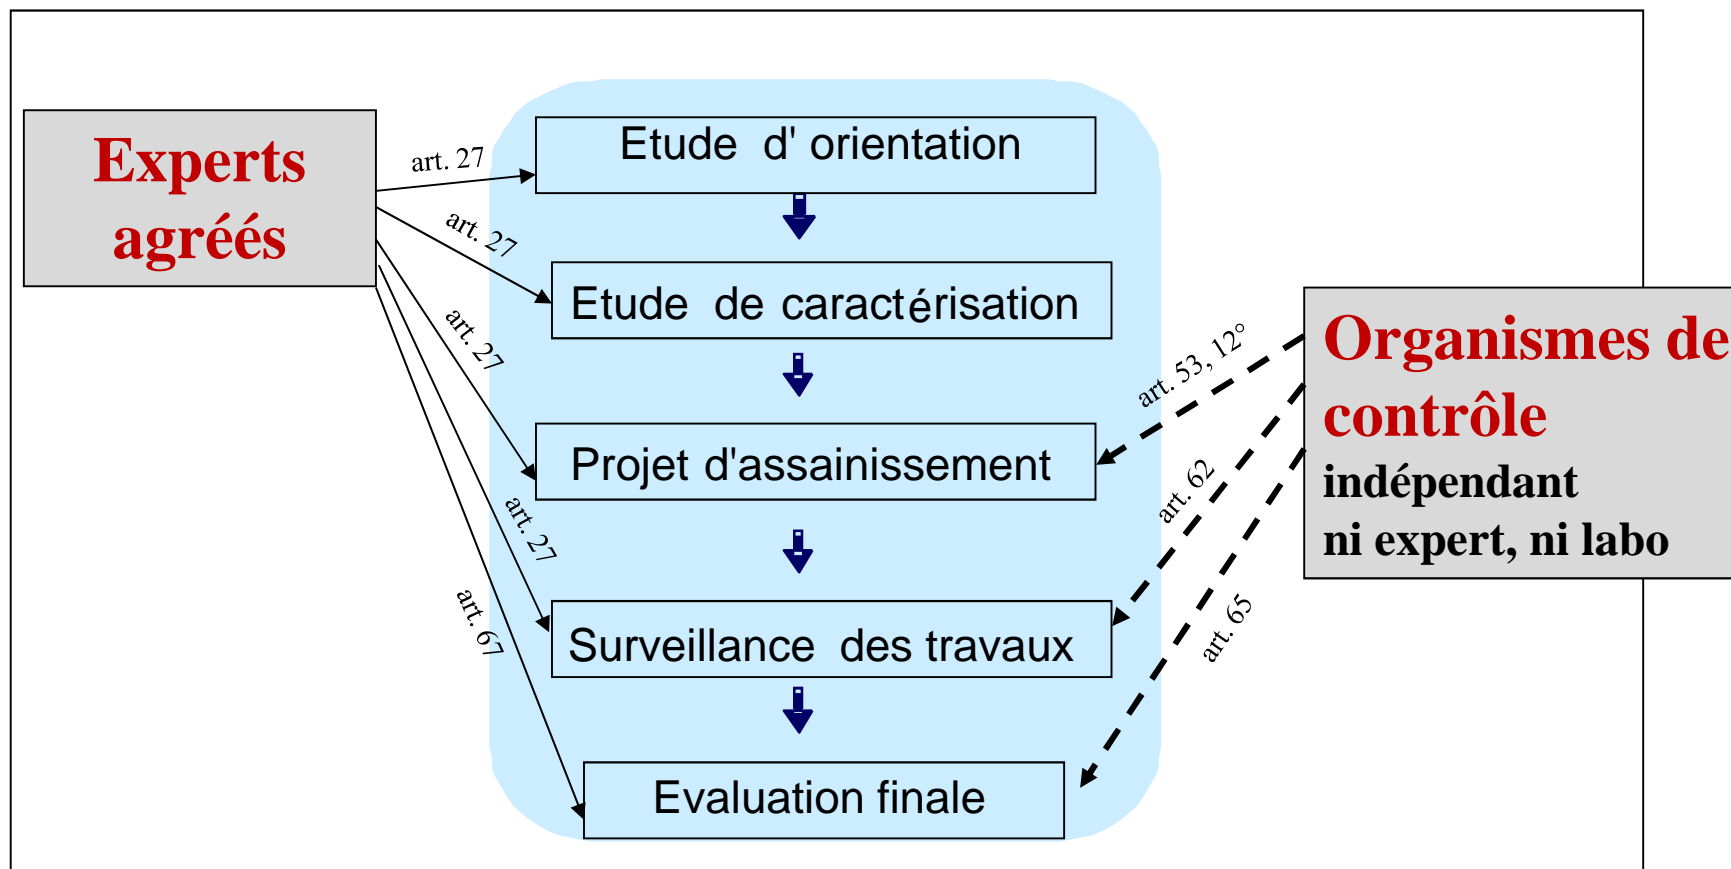 Experts
agréés
art. 27
art. 27
art. 27
art. 27
art. 67
Etude d' orientation
Etude de caractérisation
Projet d'assainissement
Surveillance des travaux
Evaluation finale
art. 53, 12°
art. 62
art. 65
Organismes de
contrôle
indépendant
ni expert, ni labo